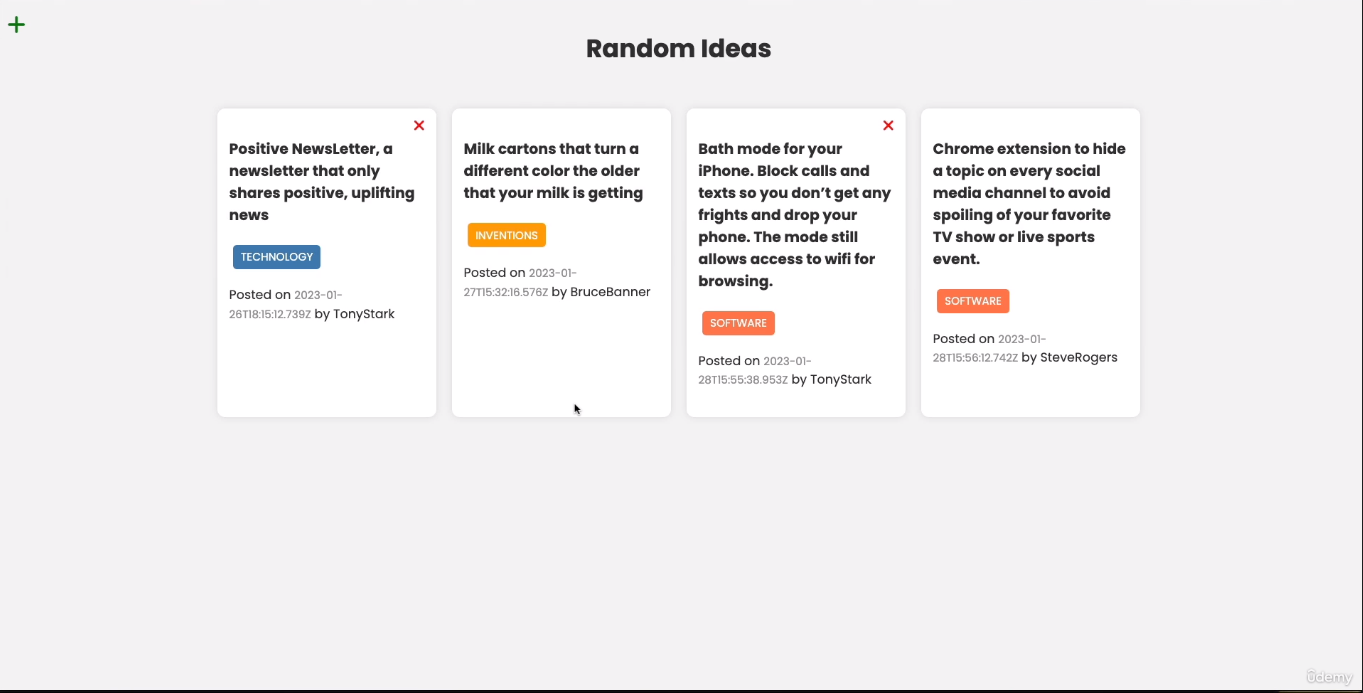 Random Ideas
Positive NewsLetter, a
newsletter that only
shares positive, uplifting
news
TECHNOLOGY
Posted on 2023-01-
26T18:15:12.739Z by TonyStark
Milk cartons that turn a
different color the older
that your milk is getting
INVENTIONS
Posted on 2023-01-
27T15:32:16.576Z by BruceBanner
Bath mode for your
iPhone. Block calls and
texts so you don’t get any
frights and drop your
phone. The mode still
allows access to wifi for
browsing.
SOFTWARE
Posted on 2023-01-
28T15:55:38.953Z by TonyStark
Chrome extension to hide
a topic on every social
media channel to avoid
spoiling of your favorite
TV show or live sports
event.
SOFTWARE
Posted on 2023-01-
28T15:56:12.742Z by SteveRogers
ûdemy